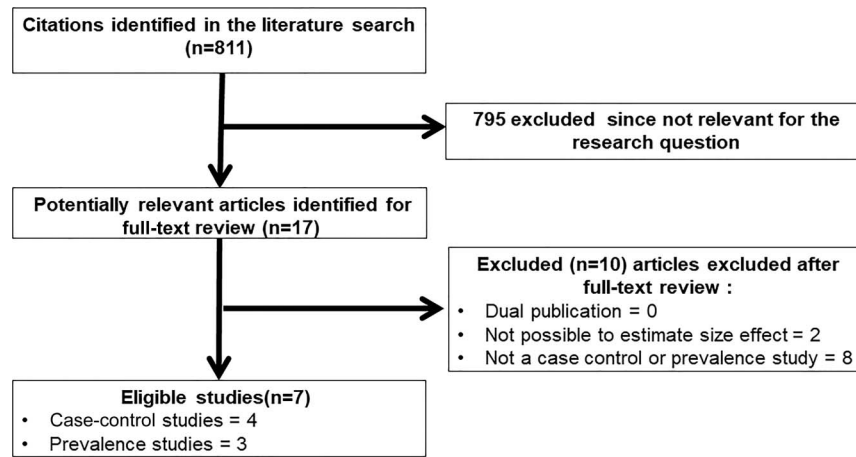 Citations identified in the literature search
(n=811)
795 excluded since not relevant for the
research question
Potentially relevant articles identified for
full-text review (n=17)
Excluded (n=10) articles excluded after
full-text review :
• Dual publication = 0
• Not possible to estimate size effect = 2
• Not a case control or prevalence study = 8
Eligible studies(n=7)
• Case-control studies = 4
• Prevalence studies = 3